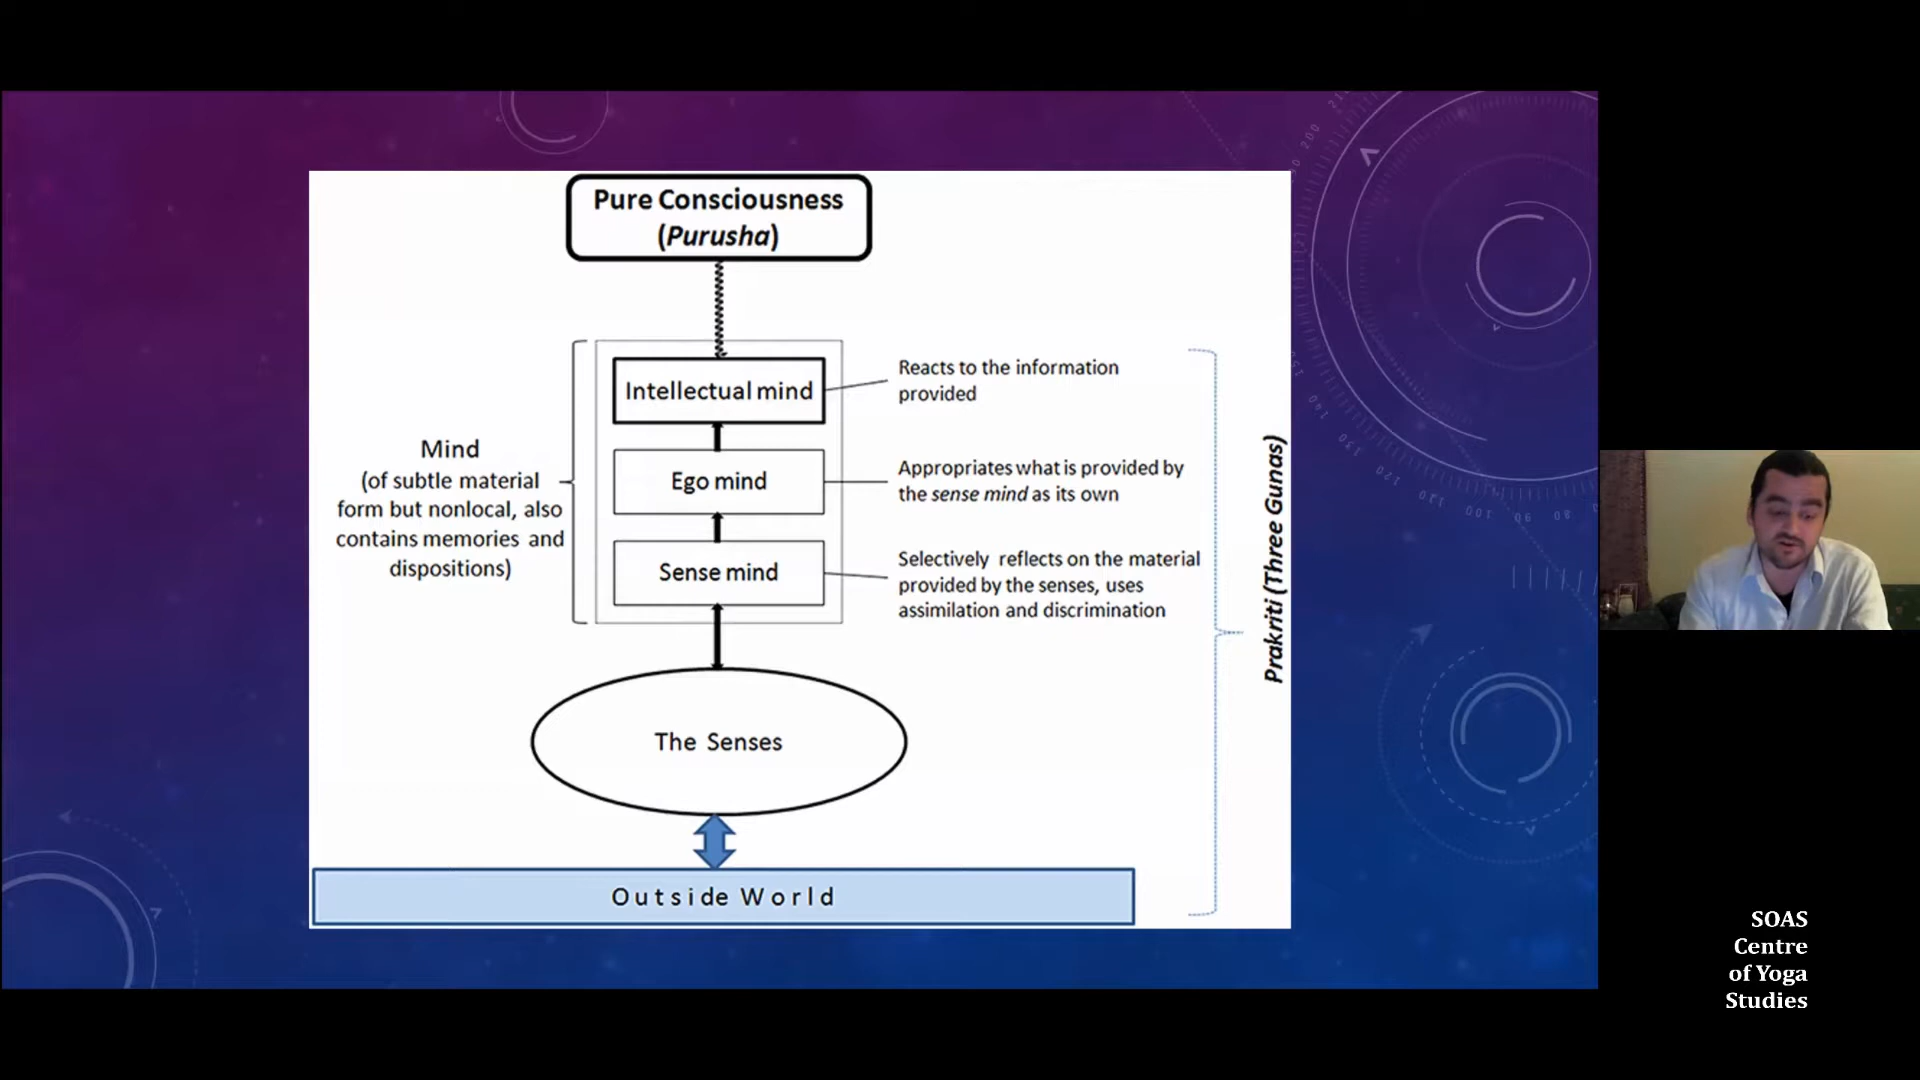 Pure Consciousness
(Purusha)
Intellectual mind
Reacts to the information
provided
Mind
(of subtle material
form but nonlocal, also
contains memories and
dispositions)
Ego mind
Appropriates what is provided by
the sense mind as its own
Sense mind
Selectively reflects on the material
provided by the senses, uses
assimilation and discrimination
Prakriti (Three Gunas)
The Senses
Outside World
SOAS
Centre
of Yoga
Studies